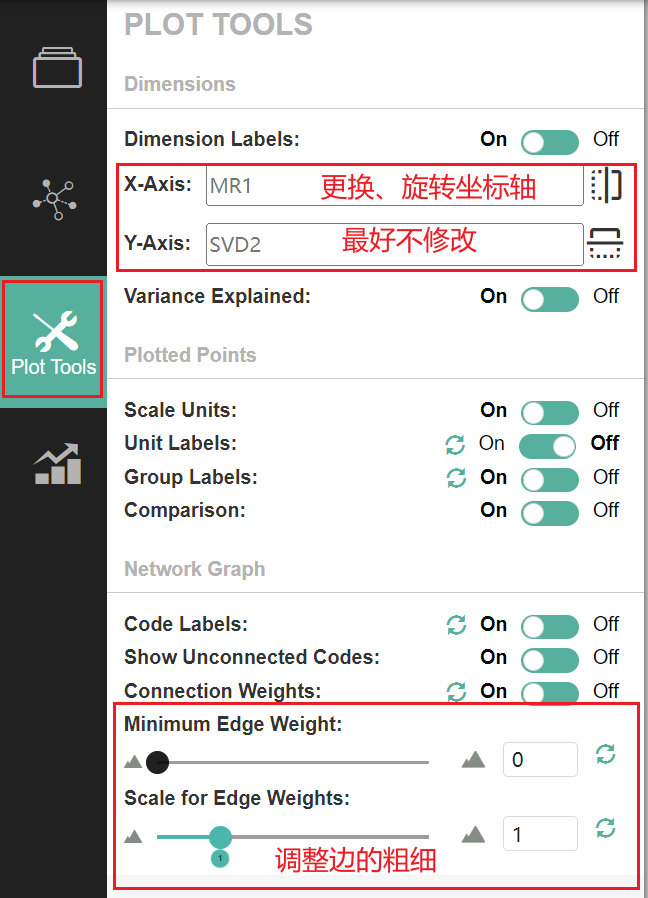 PLOT TOOLS
Dimensions
Dimension Labels: On Off
X-Axis: MR1 更换、旋转坐标轴
Y-Axis: SVD2 最好不修改
Variance Explained: On Off
Plot Tools
Plotted Points
Scale Units: On Off
Unit Labels: On Off
Group Labels: On Off
Comparison: On Off
Network Graph
Code Labels: On Off
Show Unconnected Codes: On Off
Connection Weights: On Off
Minimum Edge Weight:
0
Scale for Edge Weights:
1
1
调整边的粗细